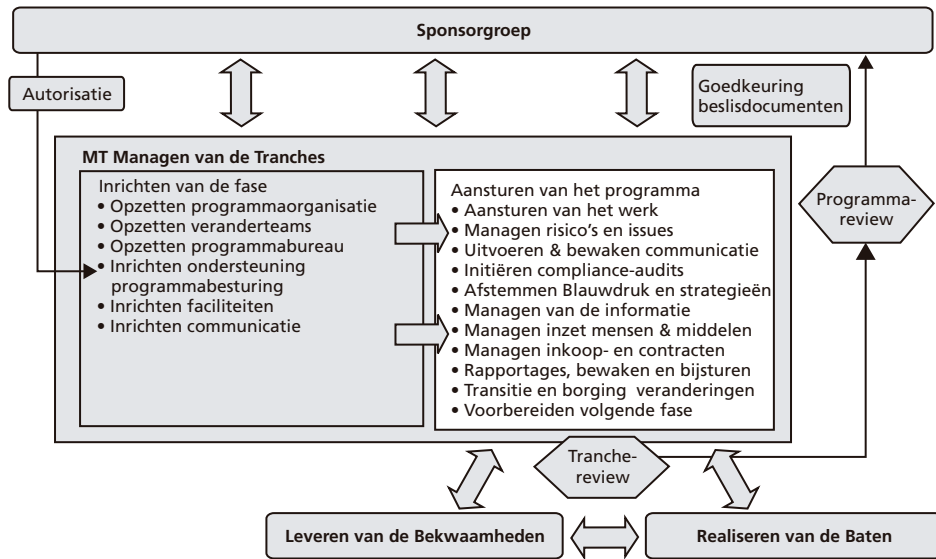 Sponsorgroep
Autorisatie
Goedkeuring
beslisdocumenten
MT Managen van de Tranches
Inrichten van de fase
• Opzetten programmaorganisatie
• Opzetten veranderteams
• Opzetten programmabureau
• Inrichten ondersteuning
programmabesturing
• Inrichten faciliteiten
• Inrichten communicatie
Aansturen van het programma
• Aansturen van het werk
• Managen risico's en issues
• Uitvoeren & bewaken communicatie
• Initiëren compliance-audits
• Afstemmen Blauwdruk en strategieën
• Managen van de informatie
• Managen inzet mensen & middelen
• Managen inkoop- en contracten
• Rapportages, bewaken en bijsturen
• Transitie en borging veranderingen
• Voorbereiden volgende fase
Programma-
review
Tranche-
review
Leveren van de Bekwaamheden
Realiseren van de Baten